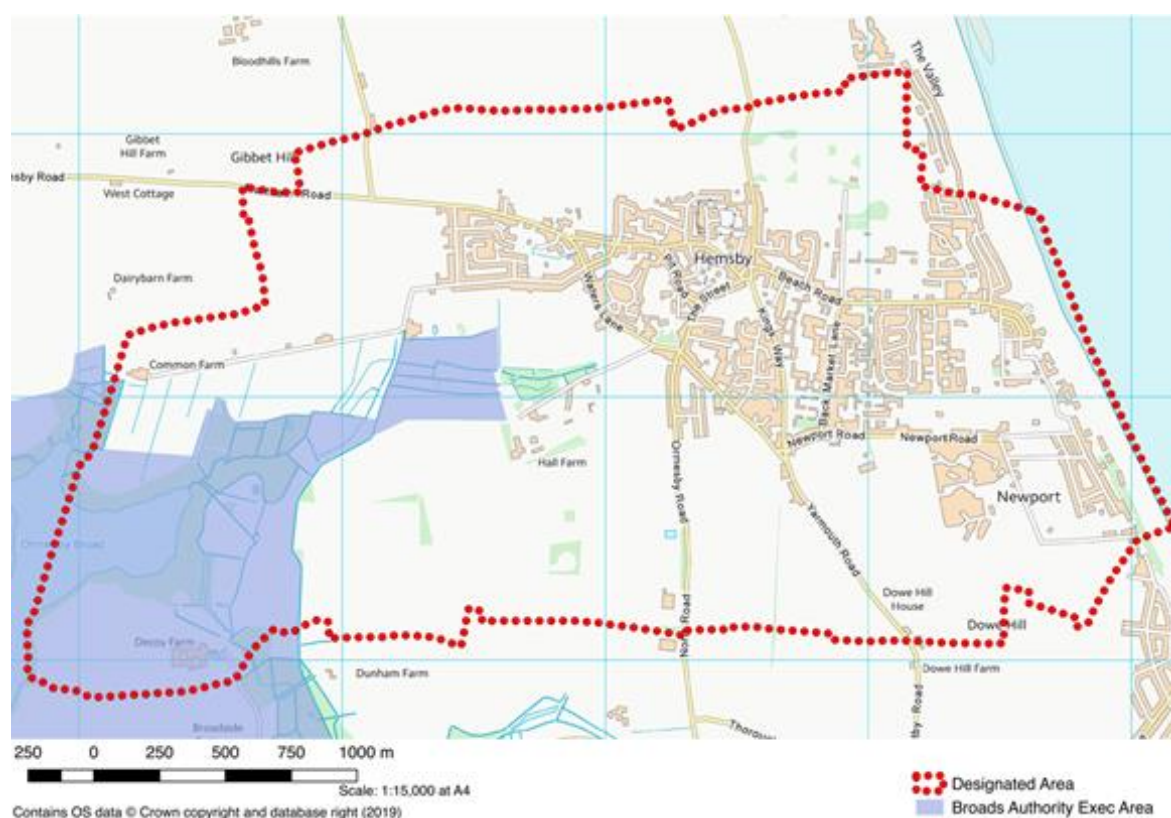 The Valley
Bloodhills Farm
Gibbet
Hill Farm
Gibbet Hill
nsby Road
West Cottage
Road
Dairybarn Farm
Common Farm
Hemsby
Pit Road
The Street
Waters Lane
Beach Road
Kings Way
Back Market Lane
Newport Road
Newport Road
Newport
Hall Farm
Ormesby Road
Yarmouth Road
Ormesby Broad
Decoy Farm
Dowe Hill
House
Dowe Hill
Dowe Hill Farm
North Road
Dunham Farm
Broadside
tby Road
250 0 250 500 750 1000 m
Scale: 1:15,000 at A4
Contains OS data © Crown copyright and database right (2019)
Designated Area
Broads Authority Exec Area